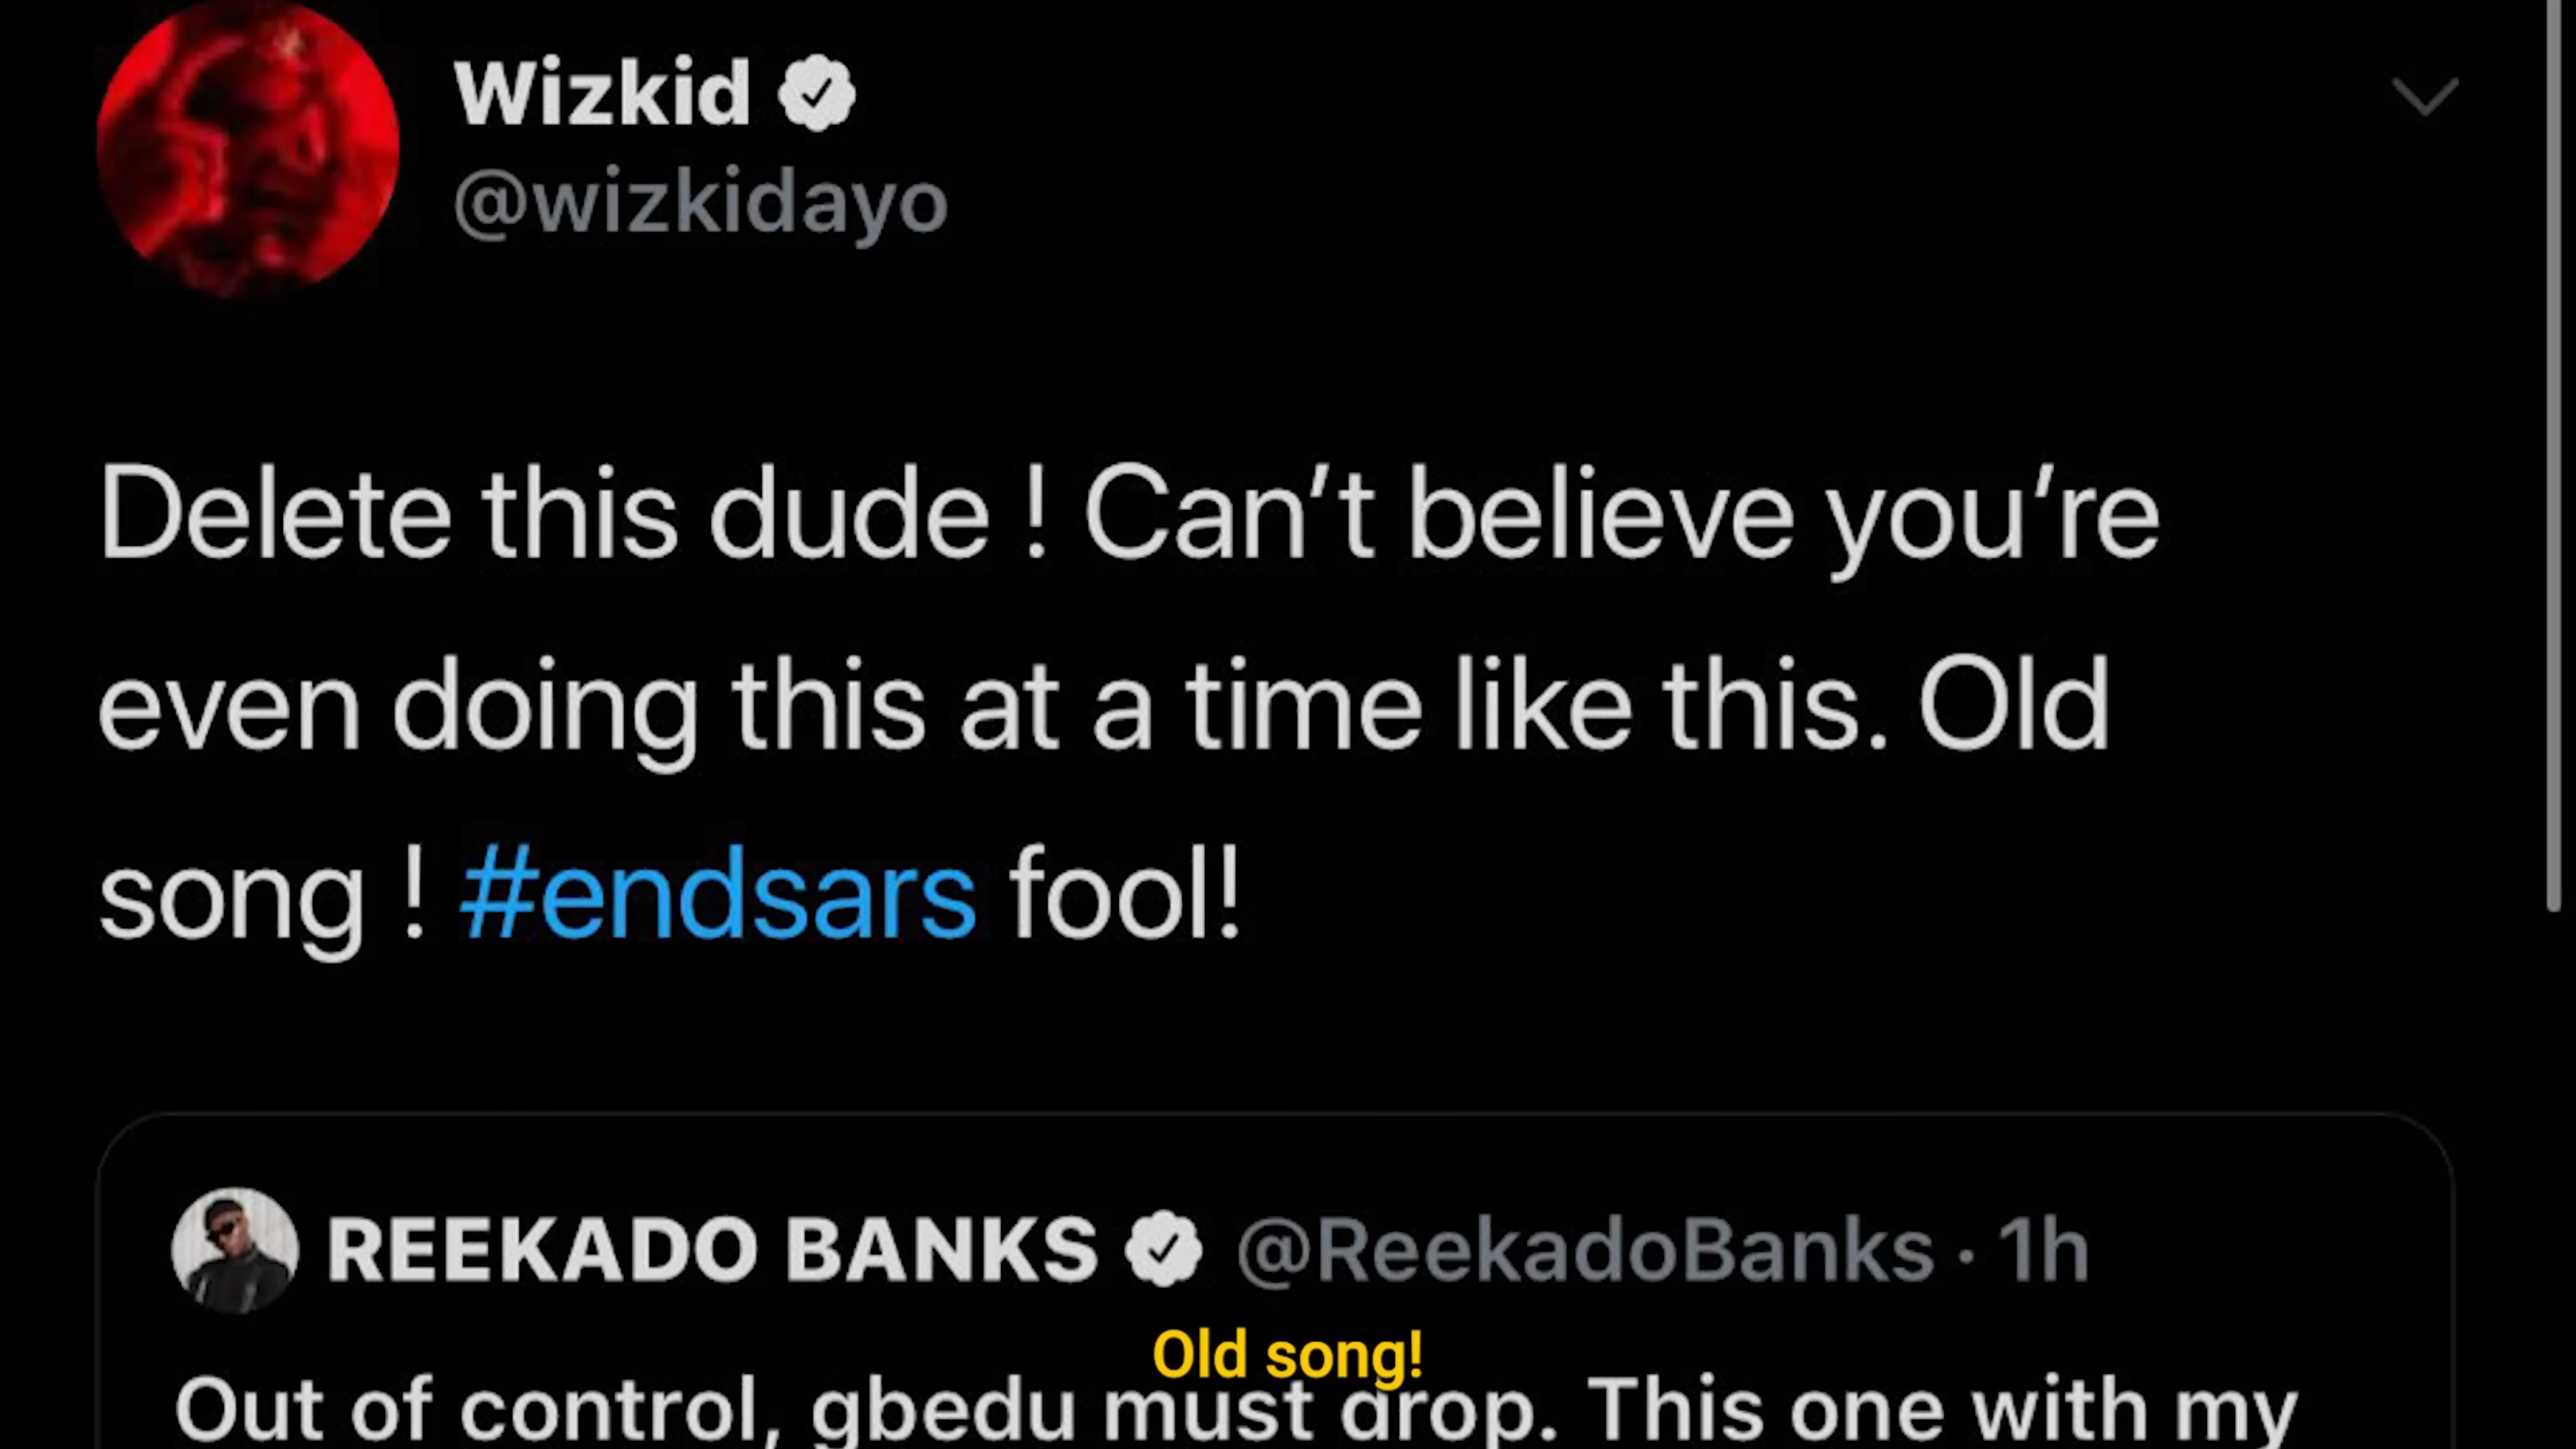 Wizkid
@wizkidayo
Delete this dude ! Can’t believe you’re
even doing this at a time like this. Old
song ! #endsars fool!
REEKADO BANKS @ReekadoBanks · 1h
Old song!
Out of control, gbedu must drop. This one with my